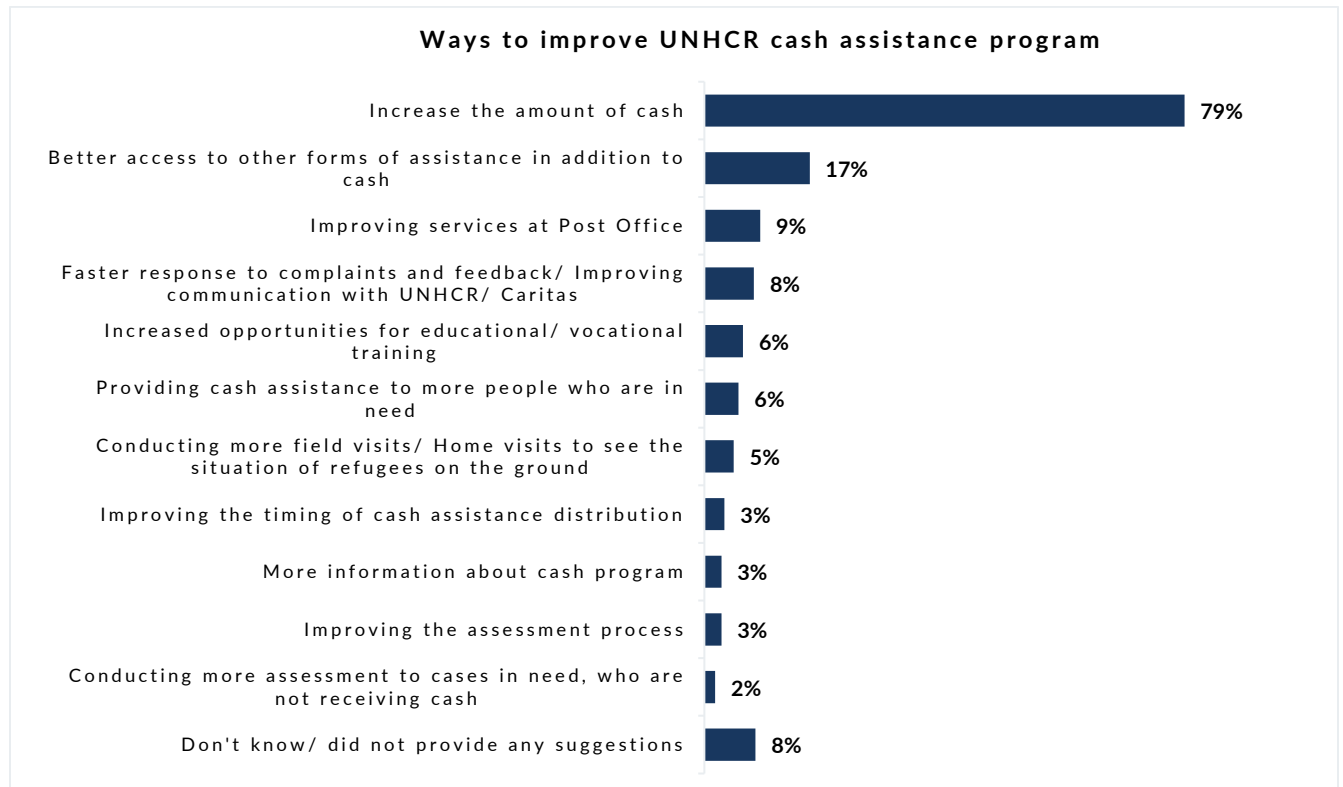 Ways to improve UNHCR cash assistance program
Increase the amount of cash
79%
Better access to other forms of assistance in addition to
cash
17%
Improving services at Post Office
9%
Faster response to complaints and feedback/ Improving
communication with UNHCR/ Caritas
8%
Increased opportunities for educational/ vocational
training
6%
Providing cash assistance to more people who are in
need
6%
Conducting more field visits/ Home visits to see the
situation of refugees on the ground
5%
Improving the timing of cash assistance distribution
3%
More information about cash program
3%
Improving the assessment process
3%
Conducting more assessment to cases in need, who are
not receiving cash
2%
Don't know/ did not provide any suggestions
8%